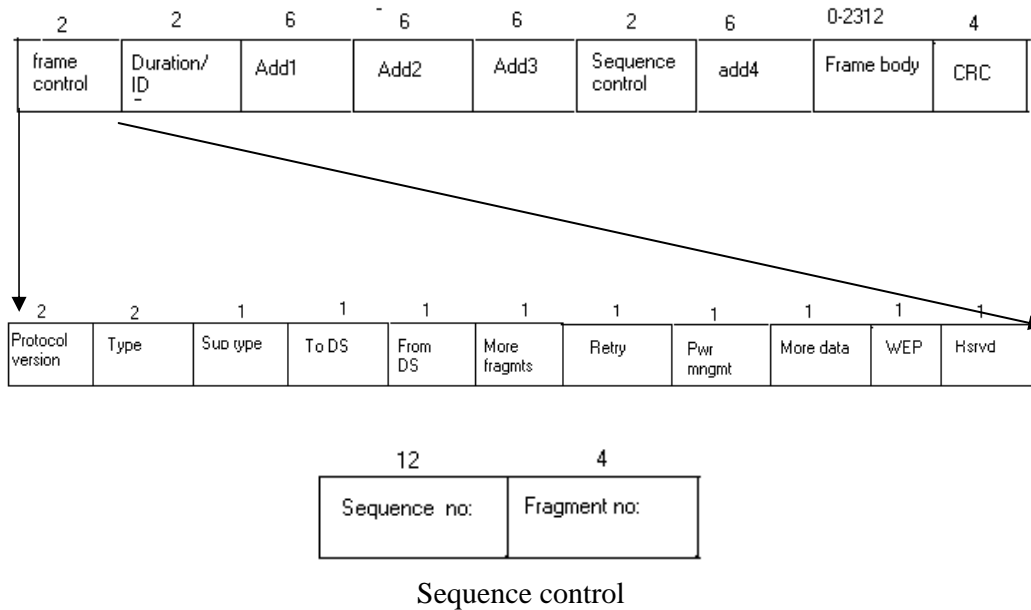 2 2 6 6 6 2 6 0-2312 4
frame control Duration/ ID Add1 Add2 Add3 Sequence control add4 Frame body CRC
2 2 1 1 1 1 1 1 1 1 1
Protocol version Type Sub type To DS From DS More fragmts Retry Pwr mngmt More data WEP Rsrvd
12 4
Sequence no: Fragment no:
Sequence control